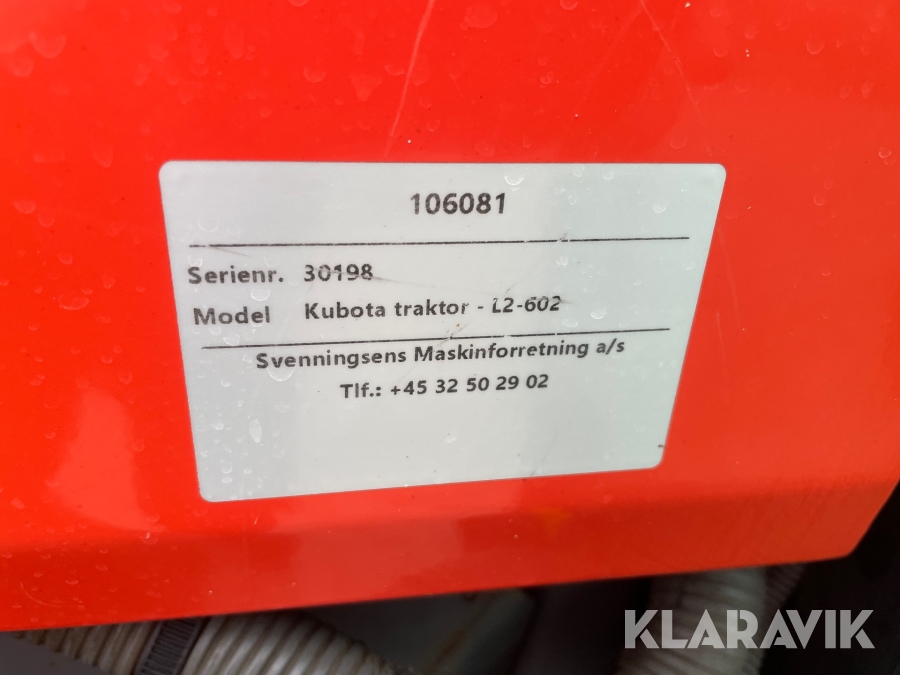 106081
Serienr. 30198
Model Kubota traktor - L2-602
Svenningsens Maskinforretning a/s
Tlf.: +45 32 50 29 02
KLARAVIK